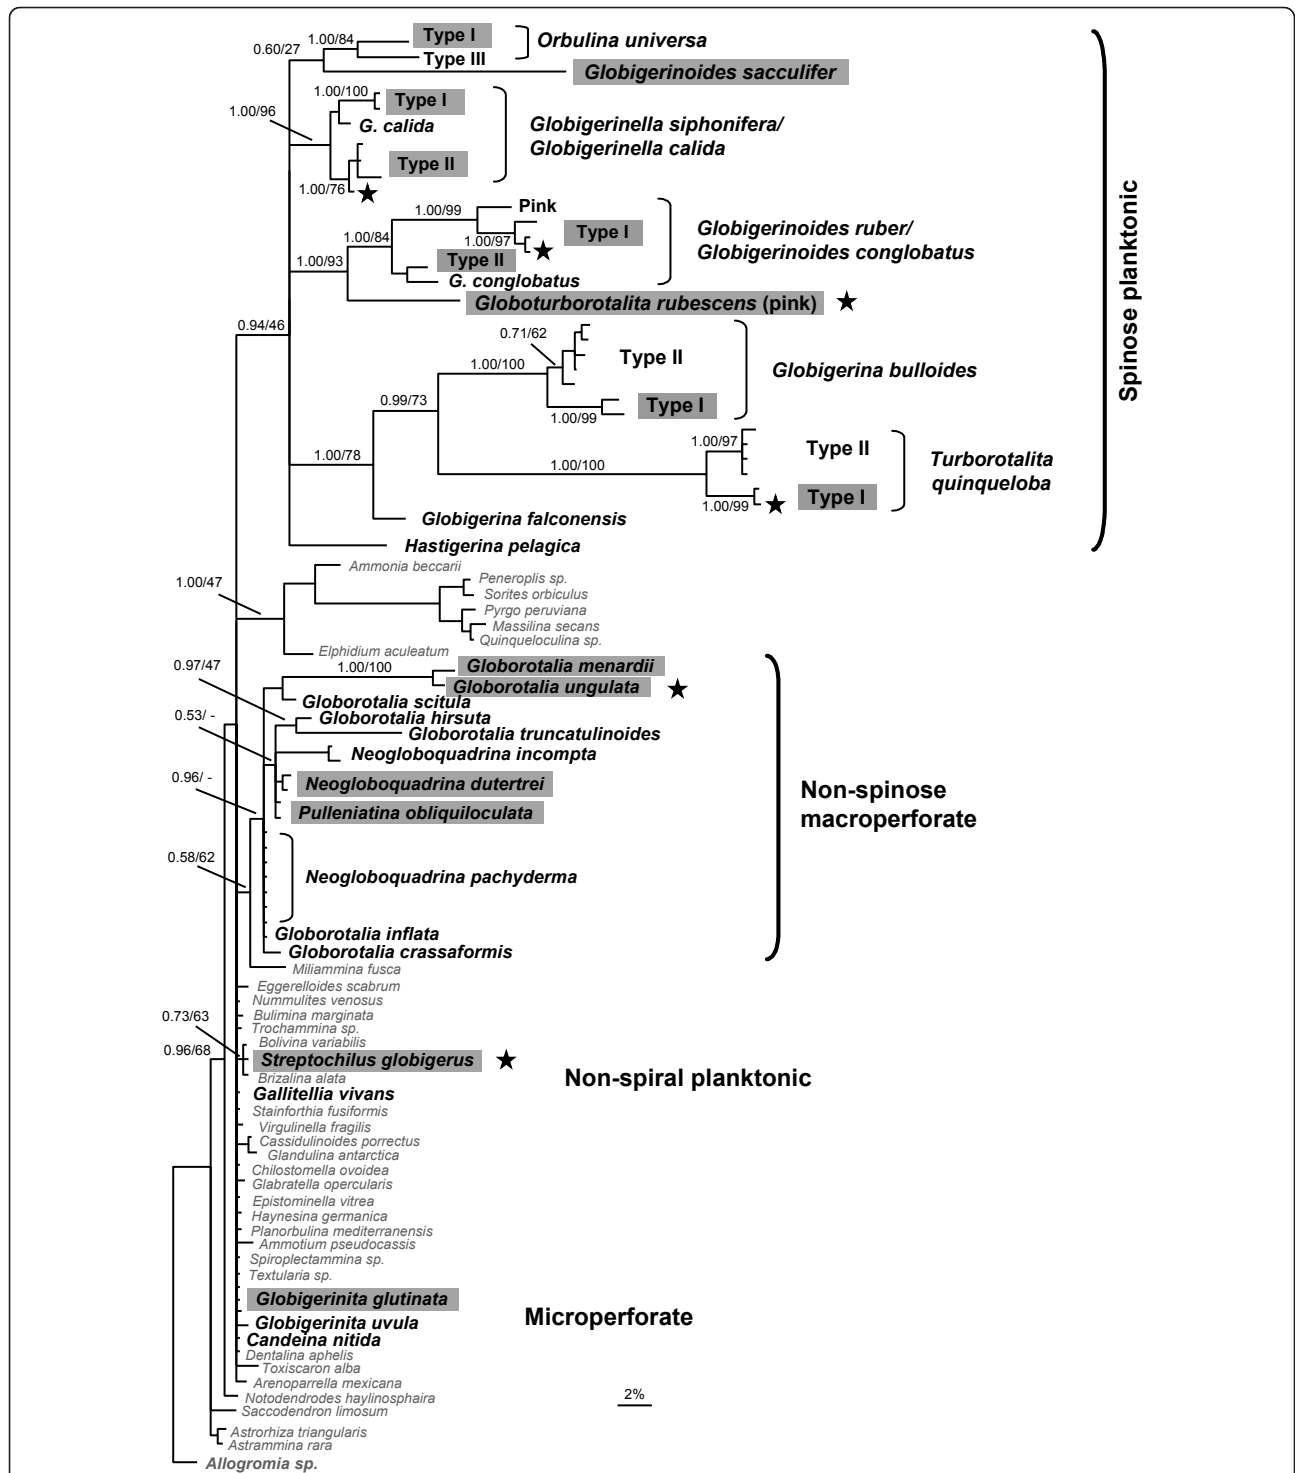 1.00/84
Type I
Orbulina universa
0.60/27
Type III
Globigerinoides sacculifer
1.00/100
Type I
1.00/96
G. calida
Globigerinella siphonifera/
Globigerinella calida
Type II
1.00/76
Pink
1.00/99
Type I
Globigerinoides ruber/
Globigerinoides conglobatus
1.00/84
1.00/97
Type II
1.00/93
G. conglobatus
Globoturborotalita rubescens (pink)
0.94/46
0.71/62
Type II
1.00/100
Globigerina bulloides
0.99/73
Type I
1.00/99
1.00/97
Type II
1.00/78
1.00/100
Turborotalita
quinqueloba
Type I
1.00/99
Globigerina falconensis
Hastigerina pelagica
Spinose planktonic
Ammonia beccarii
1.00/47
Peneroplis sp.
Sorites orbiculus
Pyrgo peruviana
Massilina secans
Quinqueloculina sp.
Elphidium aculeatum
0.97/47
1.00/100
Globorotalia menardii
Globorotalia ungulata
Globorotalia scitula
0.53/ -
Globorotalia hirsuta
Globorotalia truncatulinoides
Neogloboquadrina incompta
0.96/ -
Neogloboquadrina dutertrei
Non-spinose
macroperforate
Pulleniatina obliquiloculata
0.58/62
Neogloboquadrina pachyderma
Globorotalia inflata
Globorotalia crassaformis
Miliammina fusca
Eggerelloides scabrum
Nummulites venosus
0.73/63
Bulimina marginata
Trochammina sp.
Bolivina variabilis
0.96/68
Streptochilus globigerus
Brizalina alata
Non-spiral planktonic
Gallitellia vivans
Stainforthia fusiformis
Virgulinella fragilis
Cassidulinoides porrectus
Glandulina antarctica
Chilostomella ovoidea
Glabratella opercularis
Epistominella vitrea
Haynesina germanica
Planorbulina mediterranensis
Ammotium pseudocassis
Spiroplectammina sp.
Textularia sp.
Globigerinita glutinata
Microperforate
Globigerinita uvula
Candeina nitida
Dentalina aphelis
Toxiscaron alba
Arenoparrella mexicana
Notodendrodes haylinosphaira
2%
Saccodendron limosum
Astrorhiza triangularis
Astrammina rara
Allogromia sp.